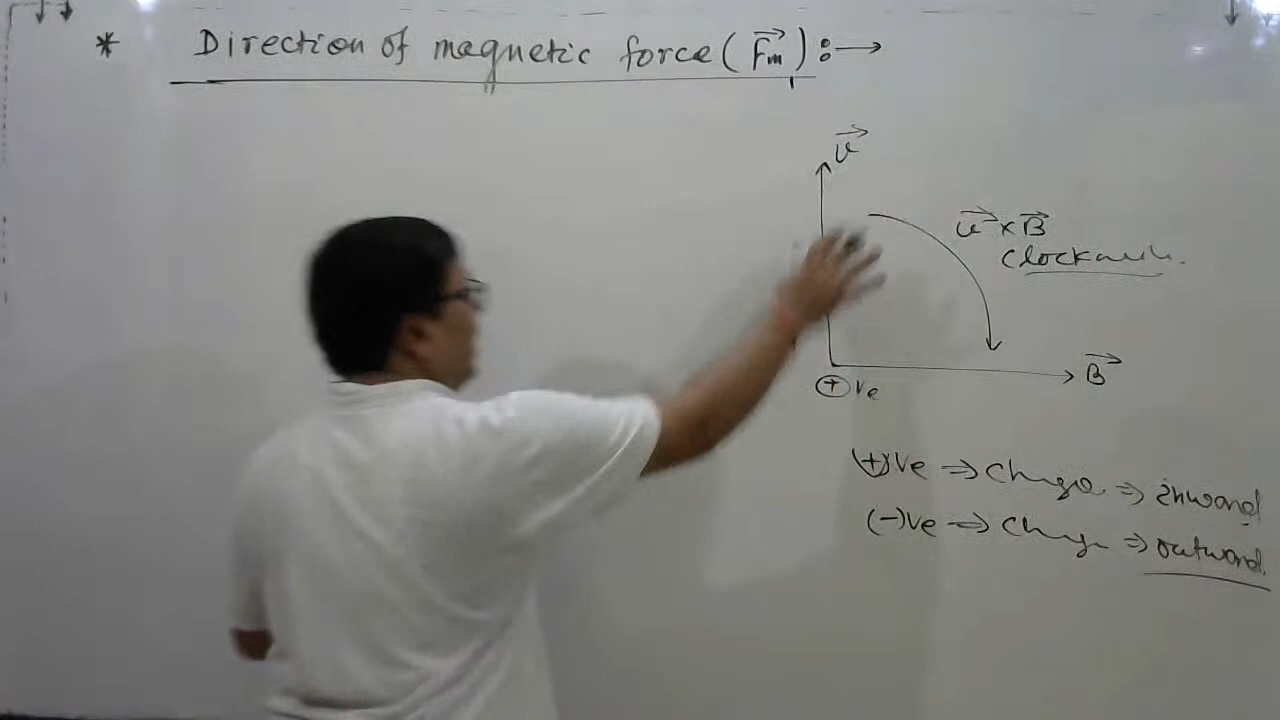 * Direction of magnetic force (F⃗m) :→
v⃗
v⃗ × B⃗
Clockwise.
B⃗
⊕ ve
(+)ve ⇒ Charge ⇒ inward
(-)ve ⇒ Charge ⇒ outward.